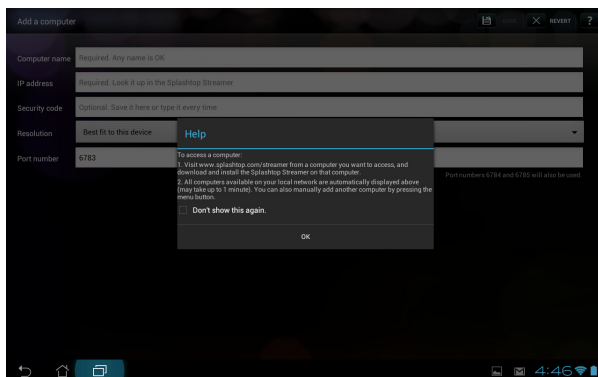 Add a computer
SAVE
REVERT
?
Computer name
Required. Any name is OK
IP address
Required. Look it up in the Splashtop Streamer
Security code
Optional. Save it here or type it every time
Resolution
Best fit to this device
Port number
6783
Port numbers 6784 and 6785 will also be used.
Help
To access a computer:
1. Visit www.splashtop.com/streamer from a computer you want to access, and
download and install the Splashtop Streamer on that computer.
2. All computers available on your local network are automatically displayed above
(may take up to 1 minute). You can also manually add another computer by pressing the
menu button.
Don't show this again.
OK
4:46